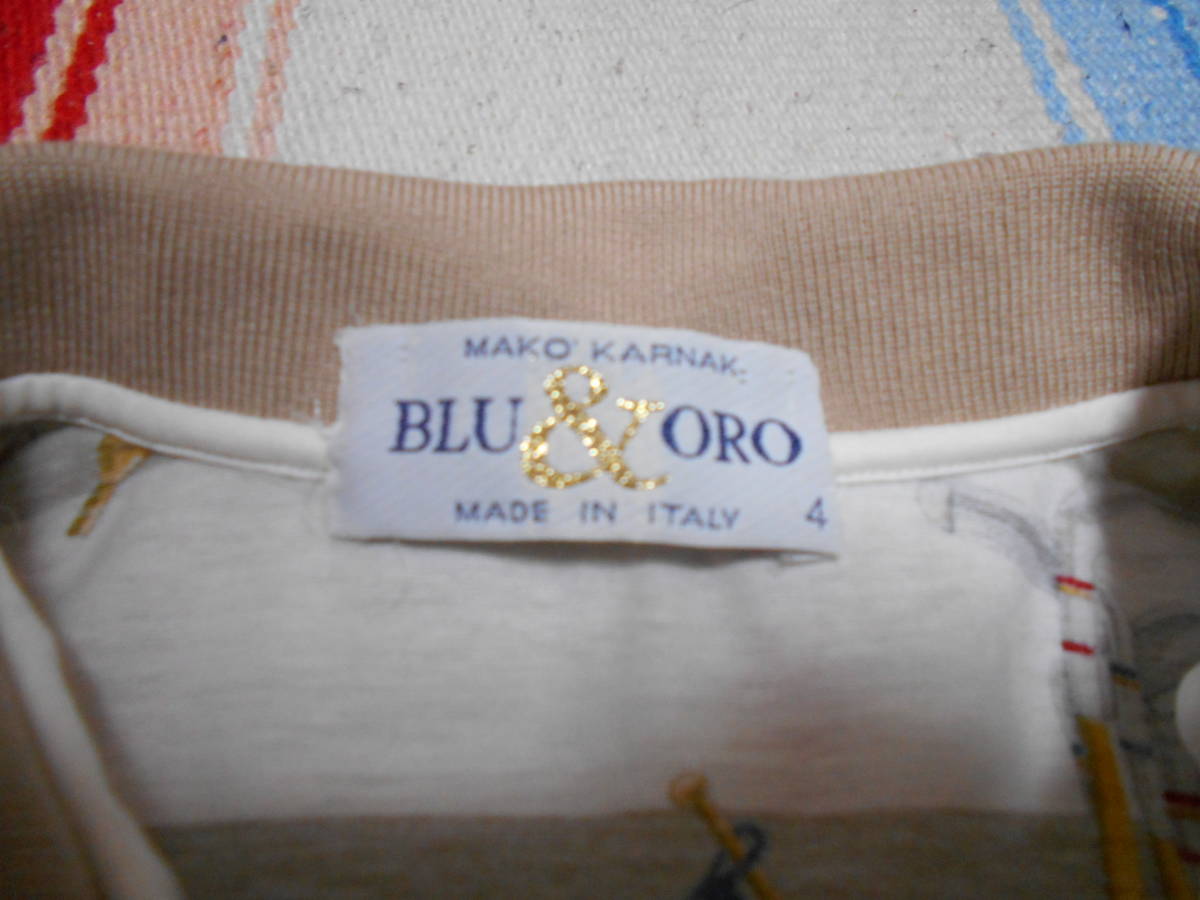 MAKO' KARNAK
BLU & ORO
MADE IN ITALY 4